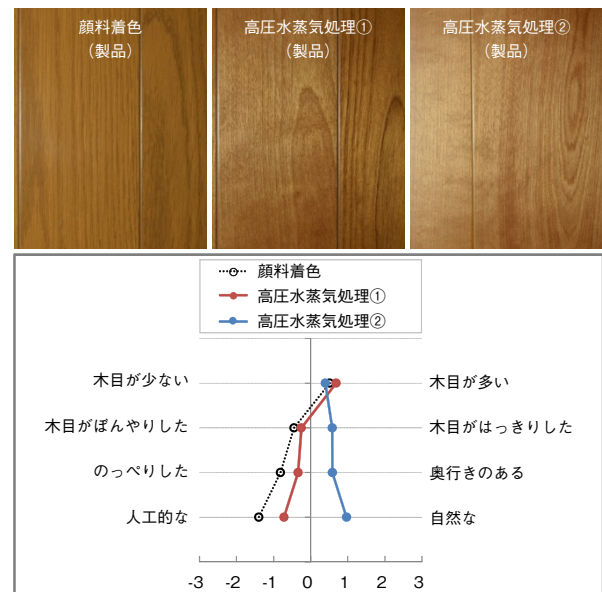 顔料着色
（製品）
高圧水蒸気処理①
（製品）
高圧水蒸気処理②
（製品）
顔料着色
高圧水蒸気処理①
高圧水蒸気処理②
木目が少ない 木目が多い
木目がぼんやりした 木目がはっきりした
のっぺりした 奥行きのある
人工的な 自然な
-3 -2 -1 0 1 2 3